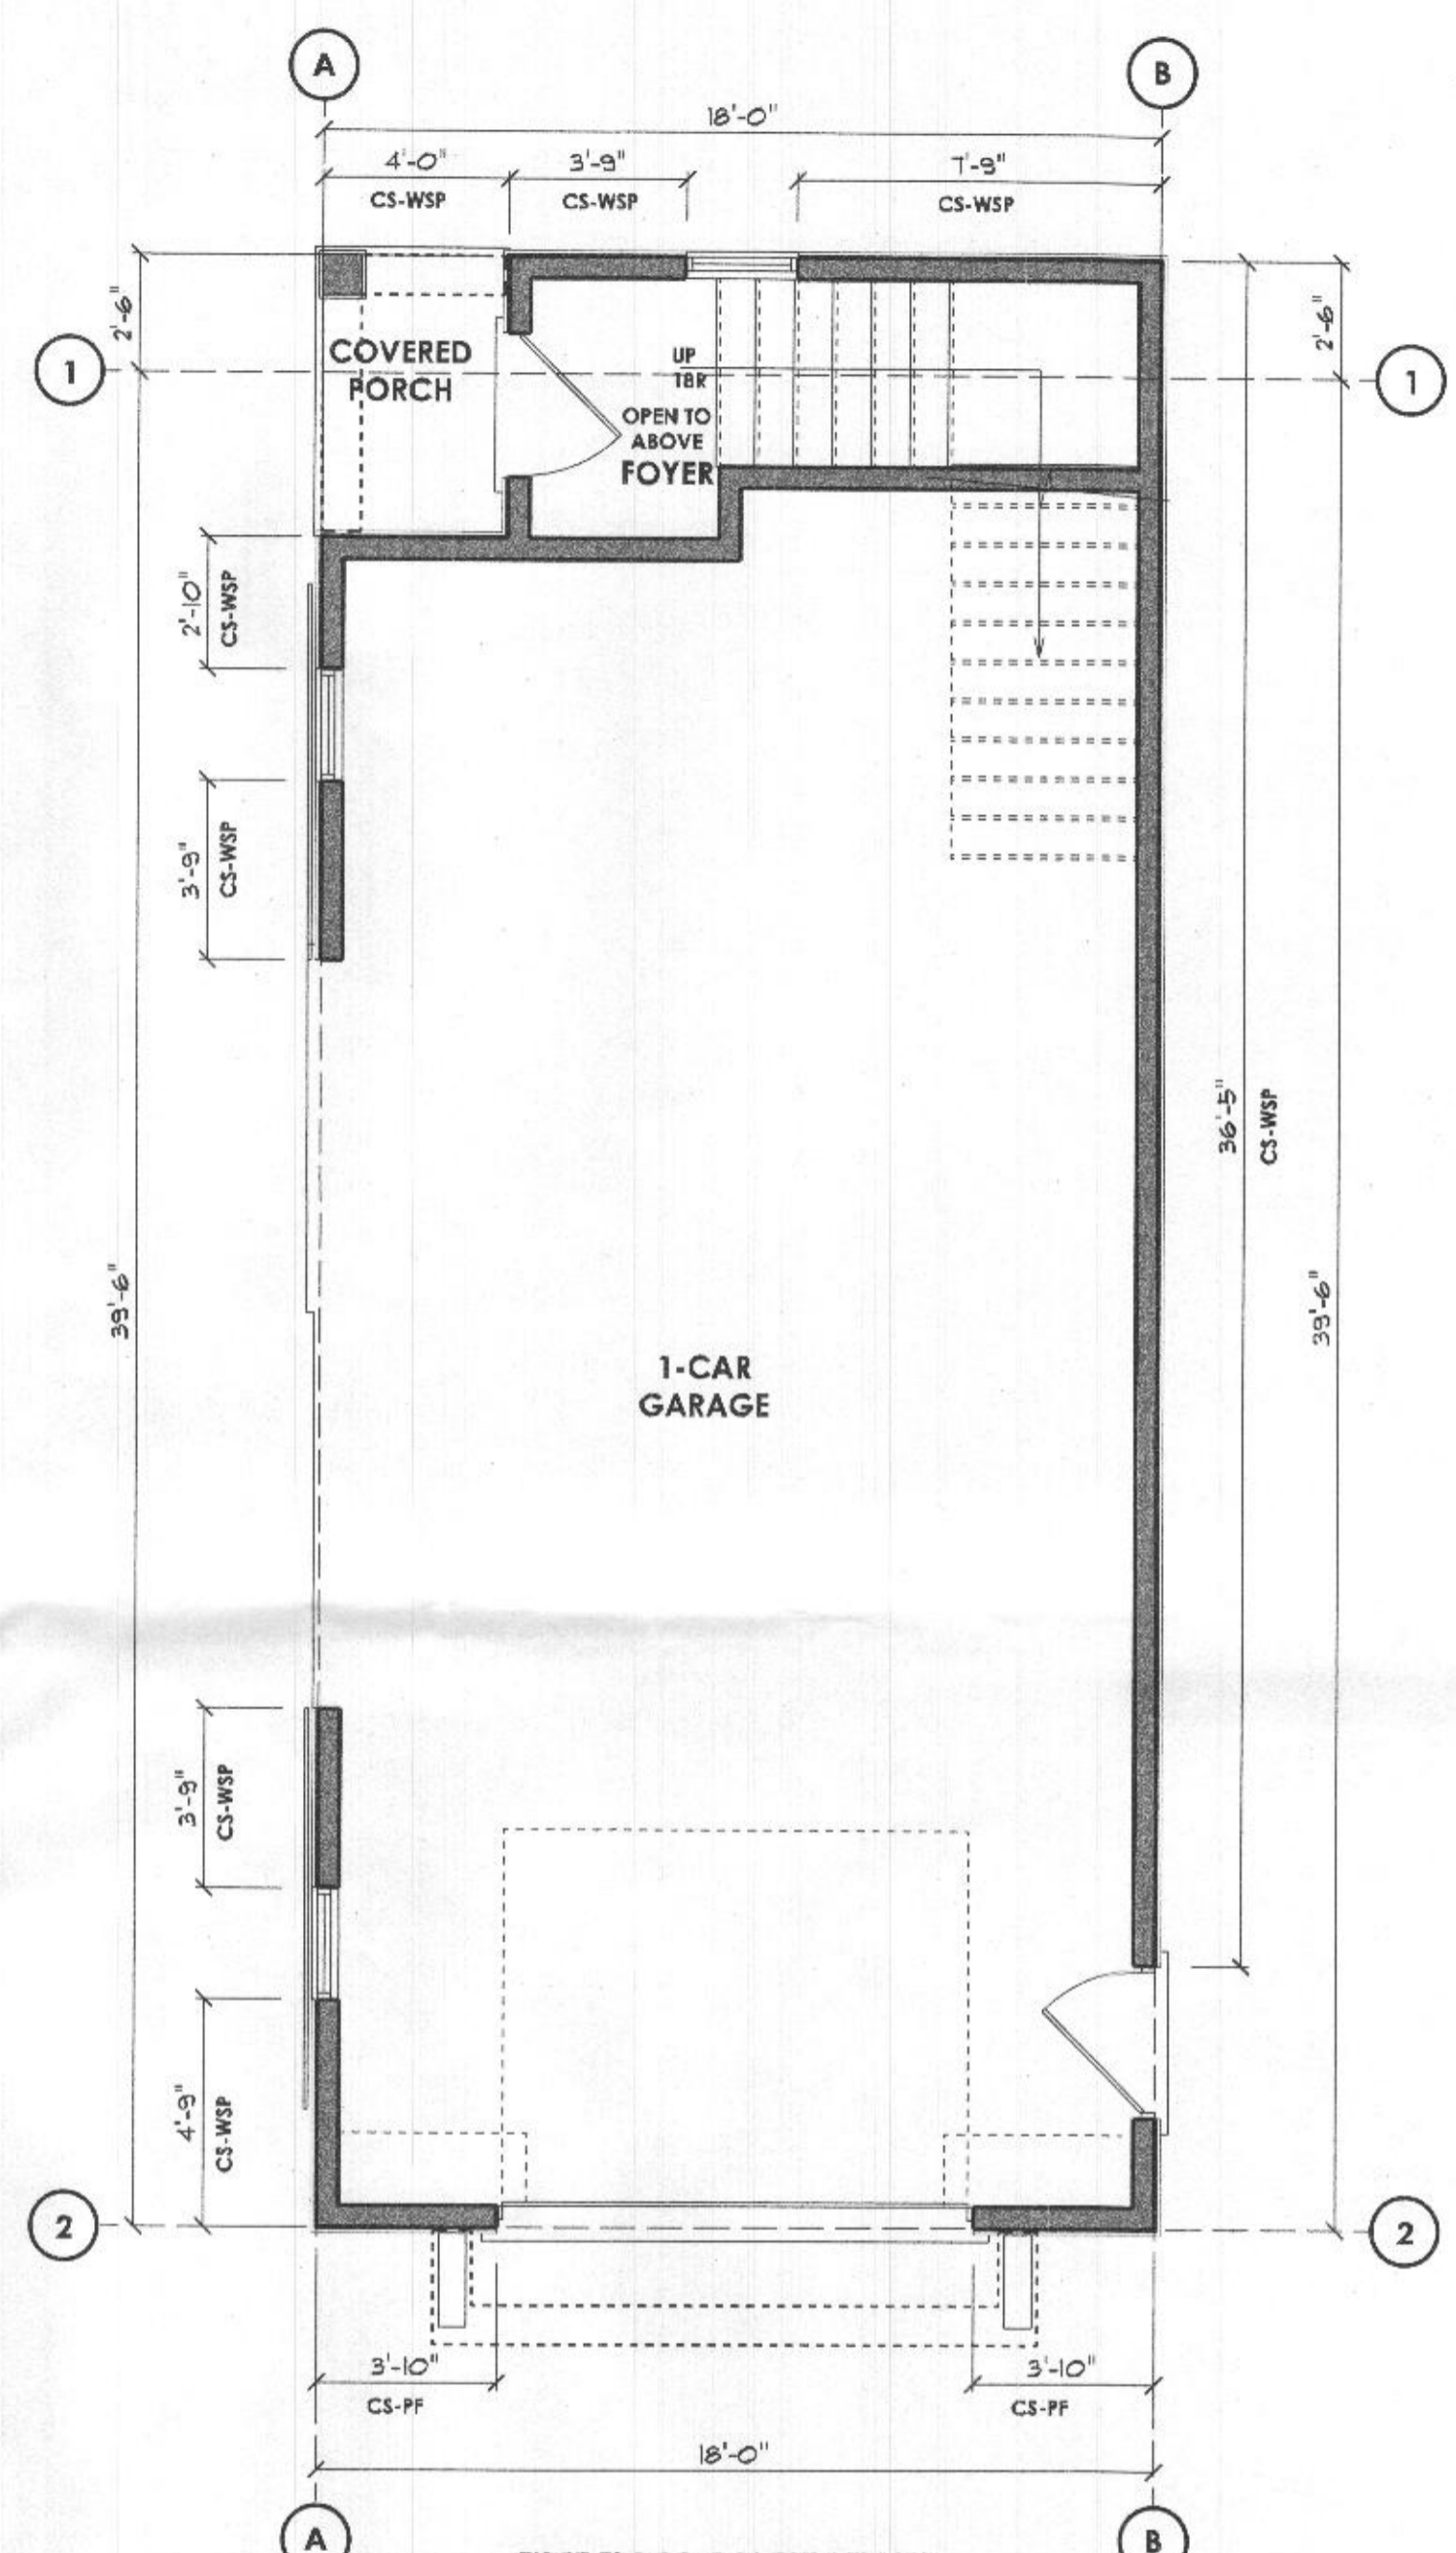 A
B
18'-0"
4'-0"
3'-9"
7'-9"
CS-WSP
CS-WSP
CS-WSP
2'-6"
2'-6"
1
COVERED
PORCH
UP
18R
OPEN TO
ABOVE
FOYER
1
2'-10"
CS-WSP
3'-9"
CS-WSP
36'-5"
CS-WSP
39'-6"
39'-6"
1-CAR
GARAGE
3'-9"
CS-WSP
4'-9"
CS-WSP
2
2
3'-10"
CS-PF
3'-10"
CS-PF
18'-0"
A
B